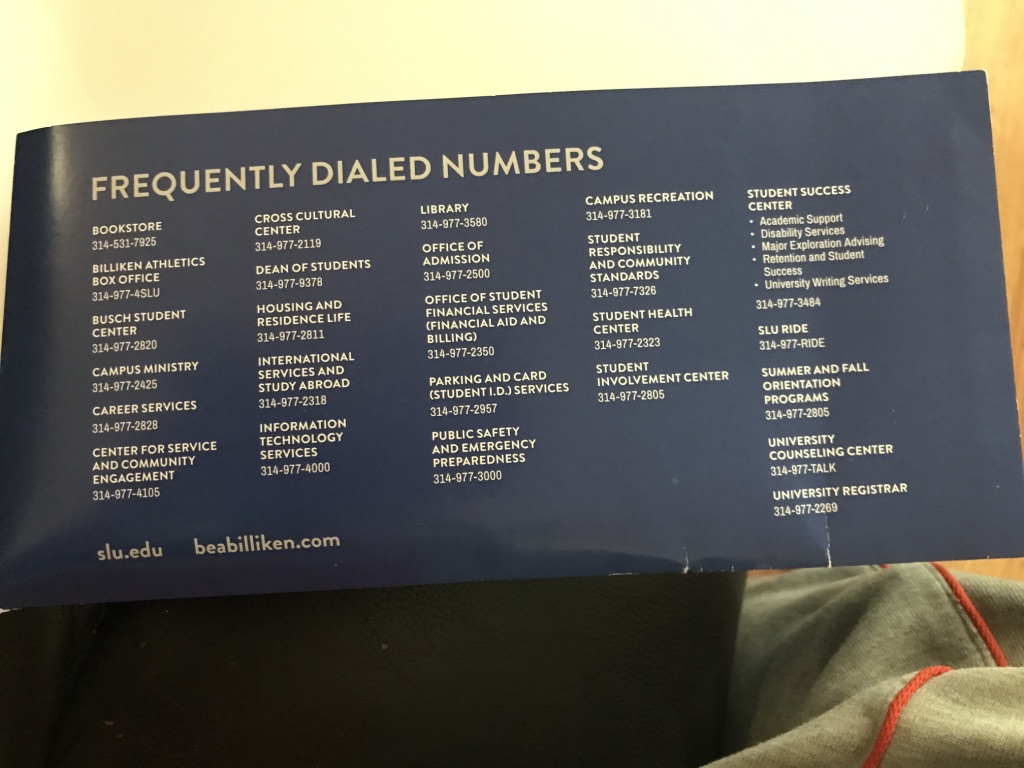 FREQUENTLY DIALED NUMBERS
BOOKSTORE
314-531-7925
BILLIKEN ATHLETICS
BOX OFFICE
314-977-4SLU
BUSCH STUDENT
CENTER
314-977-2820
CAMPUS MINISTRY
314-977-2425
CAREER SERVICES
314-977-2828
CENTER FOR SERVICE
AND COMMUNITY
ENGAGEMENT
314-977-4105
CROSS CULTURAL
CENTER
314-977-2119
DEAN OF STUDENTS
314-977-9378
HOUSING AND
RESIDENCE LIFE
314-977-2811
INTERNATIONAL
SERVICES AND
STUDY ABROAD
314-977-2318
INFORMATION
TECHNOLOGY
SERVICES
314-977-4000
LIBRARY
314-977-3580
OFFICE OF
ADMISSION
314-977-2500
OFFICE OF STUDENT
FINANCIAL SERVICES
(FINANCIAL AID AND
BILLING)
314-977-2350
PARKING AND CARD
(STUDENT I.D.) SERVICES
314-977-2957
PUBLIC SAFETY
AND EMERGENCY
PREPAREDNESS
314-977-3000
CAMPUS RECREATION
314-977-3181
STUDENT
RESPONSIBILITY
AND COMMUNITY
STANDARDS
314-977-7326
STUDENT HEALTH
CENTER
314-977-2323
STUDENT
INVOLVEMENT CENTER
314-977-2805
STUDENT SUCCESS
CENTER
• Academic Support
• Disability Services
• Major Exploration Advising
• Retention and Student
Success
• University Writing Services
314-977-3484
SLU RIDE
314-977-RIDE
SUMMER AND FALL
ORIENTATION
PROGRAMS
314-977-2805
UNIVERSITY
COUNSELING CENTER
314-977-TALK
UNIVERSITY REGISTRAR
314-977-2269
slu.edu beabilliken.com